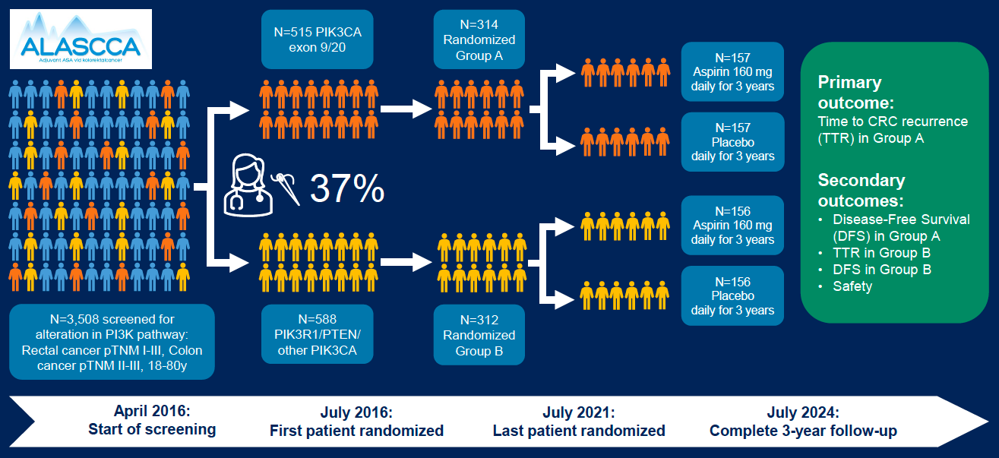 ALASCCA
Adjuvant ASA vid kolorektalcancer
N=515 PIK3CA
exon 9/20
N=314
Randomized
Group A
N=157
Aspirin 160 mg
daily for 3 years
N=157
Placebo
daily for 3 years
37%
N=156
Aspirin 160 mg
daily for 3 years
N=156
Placebo
daily for 3 years
Primary
outcome:
Time to CRC recurrence
(TTR) in Group A
Secondary
outcomes:
• Disease-Free Survival
(DFS) in Group A
• TTR in Group B
• DFS in Group B
• Safety
N=3,508 screened for
alteration in PI3K pathway:
Rectal cancer pTNM I-III, Colon
cancer pTNM II-III, 18-80y
N=588
PIK3R1/PTEN/
other PIK3CA
N=312
Randomized
Group B
April 2016:
Start of screening
July 2016:
First patient randomized
July 2021:
Last patient randomized
July 2024:
Complete 3-year follow-up